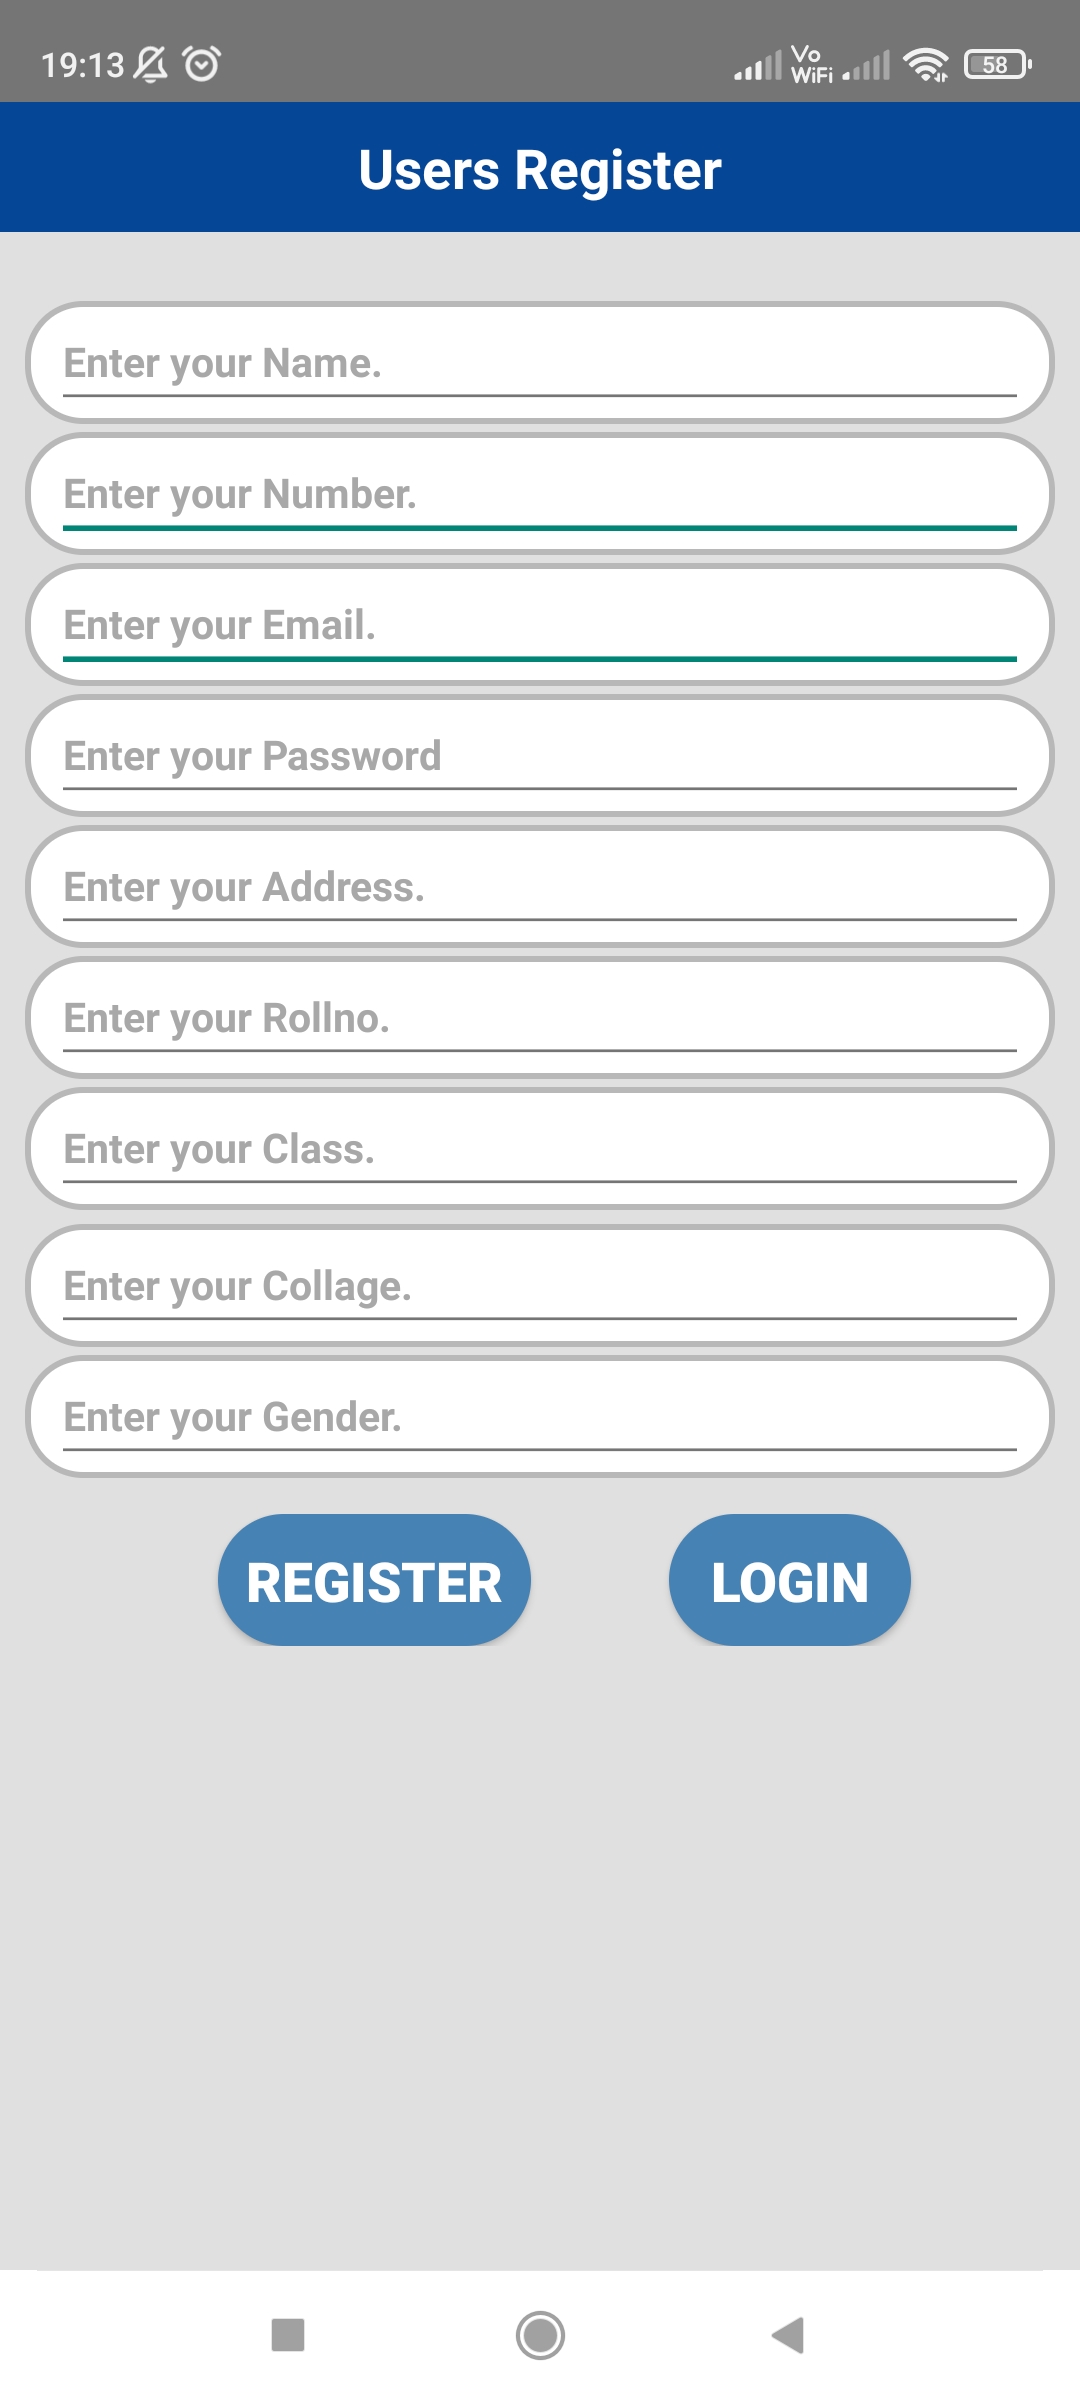 19:13 Vo WiFi 58
Users Register
Enter your Name.
Enter your Number.
Enter your Email.
Enter your Password
Enter your Address.
Enter your Rollno.
Enter your Class.
Enter your Collage.
Enter your Gender.
REGISTER LOGIN